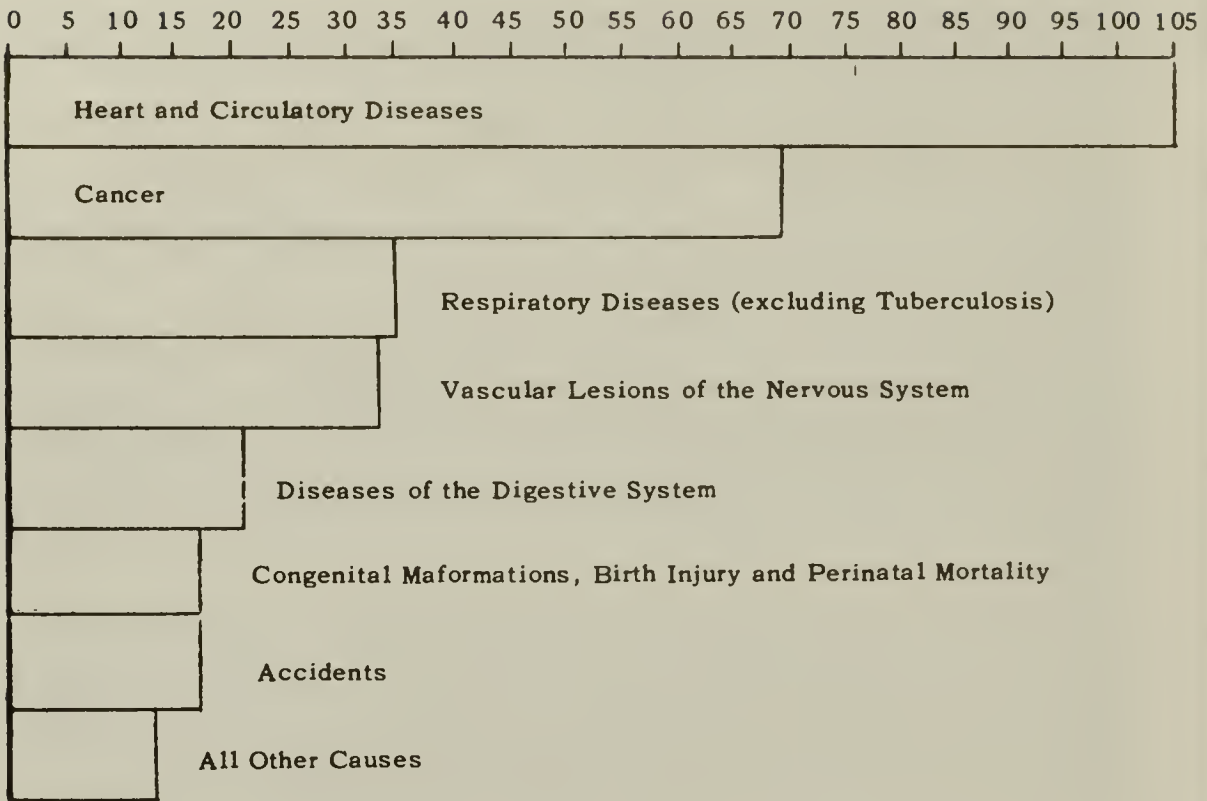 0 5 10 15 20 25 30 35 40 45 50 55 60 65 70 75 80 85 90 95 100 105
Heart and Circulatory Diseases
Cancer
Respiratory Diseases (excluding Tuberculosis)
Vascular Lesions of the Nervous System
Diseases of the Digestive System
Congenital Maformations, Birth Injury and Perinatal Mortality
Accidents
All Other Causes